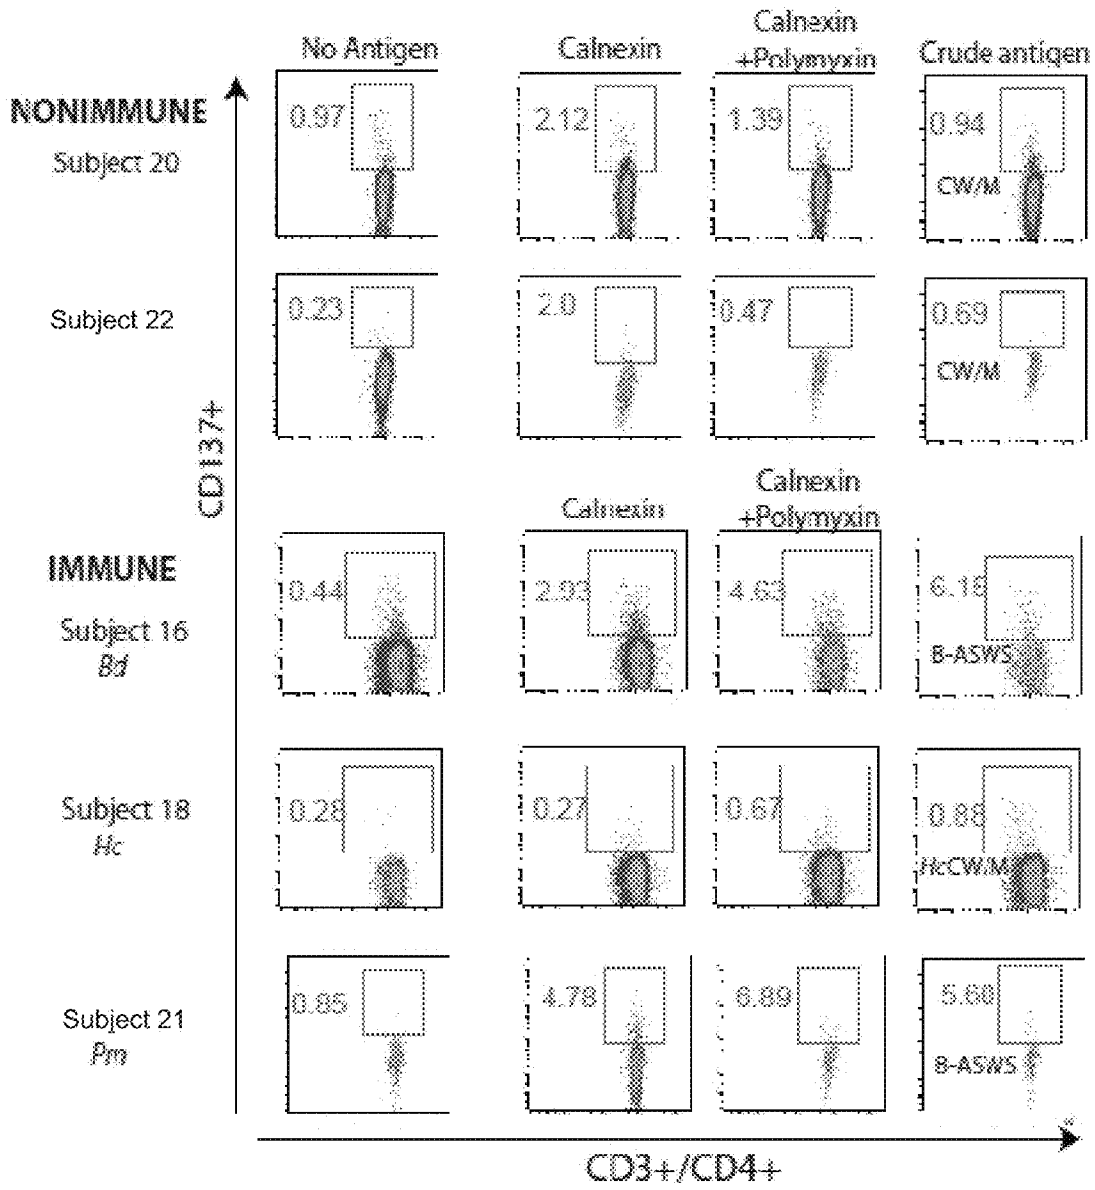 No Antigen
Calnexin
Calnexin
+Polymyxin
Crude antigen
NONIMMUNE
Subject 20
0.97
2.12
1.39
0.94
CW/M
Subject 22
0.23
2.0
0.47
0.69
CW/M
CD137+
Calnexin
Calnexin
+Polymyxin
IMMUNE
Subject 16
Bd
0.44
2.93
4.63
6.18
B-ASWS
Subject 18
Hc
0.28
0.27
0.67
0.88
HcCW.M
Subject 21
Pm
0.85
4.78
6.89
5.60
B-ASWS
CD3+/CD4+